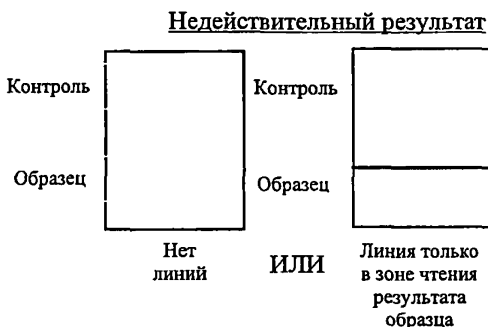 Недействительный результат
Контроль
Образец
Контроль
Образец
Нет
линий
ИЛИ
Линия только
в зоне чтения
результата
образца